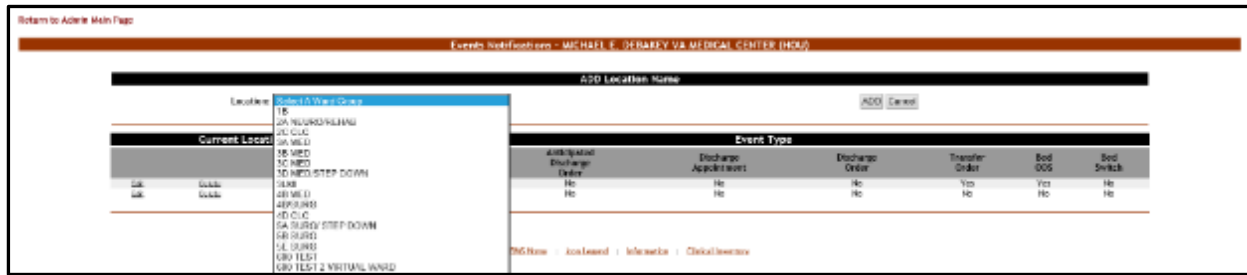 Return to Admin Main Page
Events Notifications - MICHAEL E. DEBAKEY VA MEDICAL CENTER (HOU)
ADD Location Name
Location: Select A Ward Group
ADD Cancel
1B
2A NEURO/REHAB
2C CLC
3A MED
3B MED
3C MED
3D MED/STEP DOWN
4B MED
4D CLC
5A SURG/ STEP DOWN
5B SURG
5E SURG
TEST
TEST 2 VIRTUAL WARD
Current Locati
Event Type
Anticipated Discharge Order
Discharge Appointment
Discharge Order
Transfer Order
Bed OOS
Bed Switch
Edit Delete No No No Yes Yes No
Edit Delete No No No No No No
BMS Home | Icon Legend | Information | Clinical Inventory